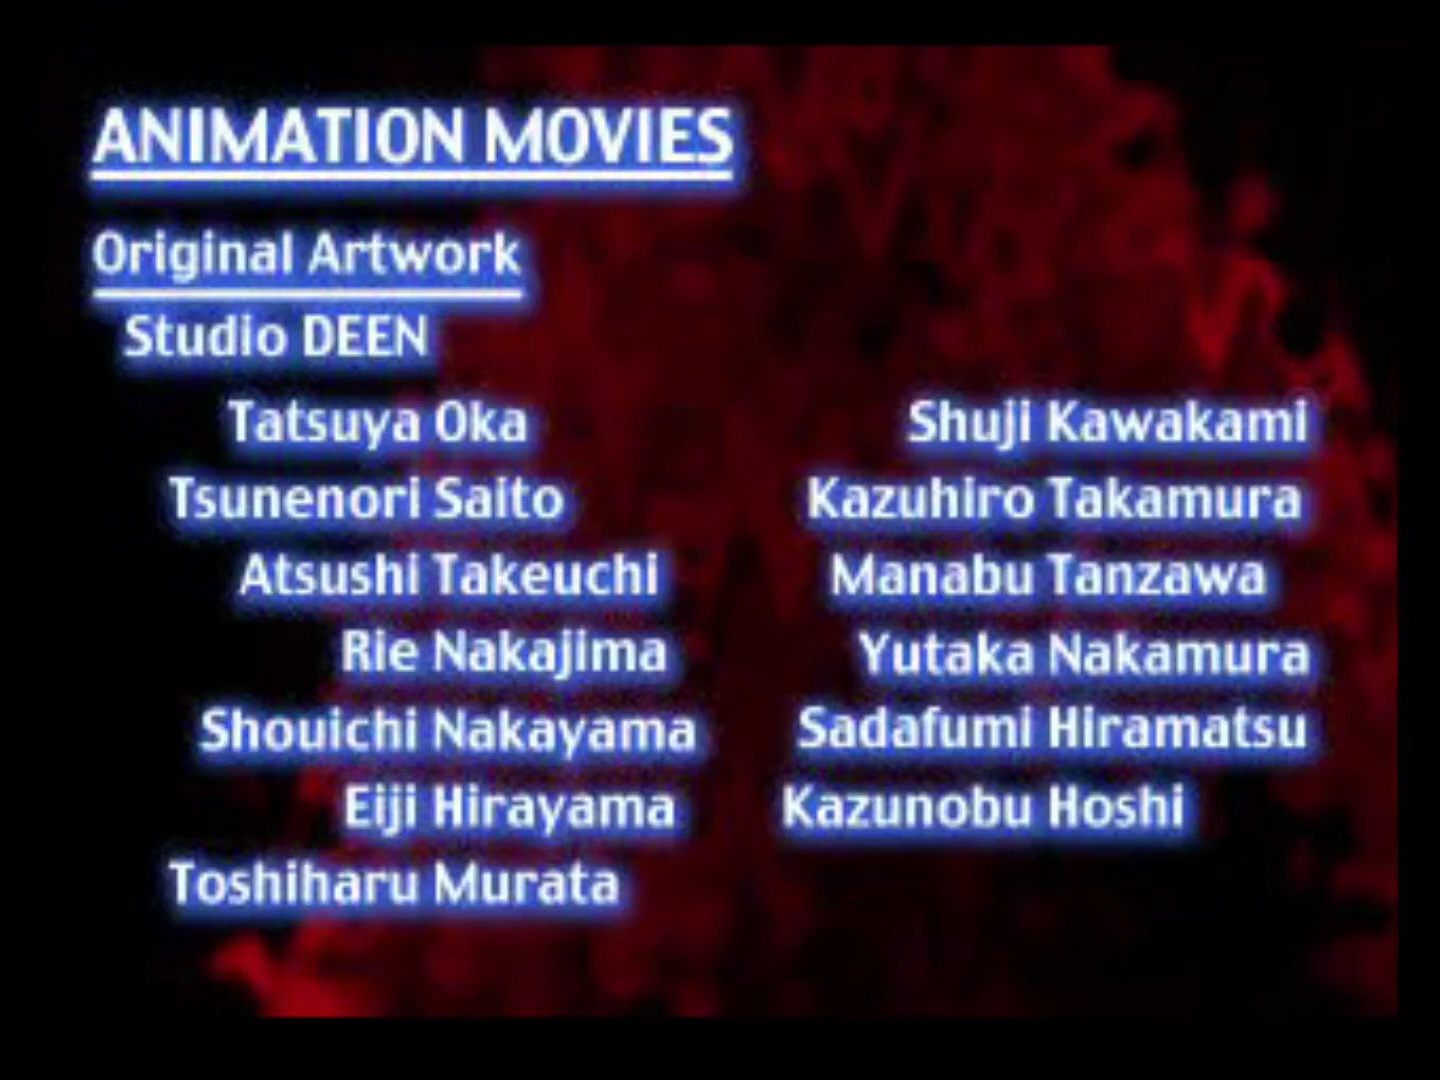 ANIMATION MOVIES
Original Artwork
Studio DEEN
Tatsuya Oka
Shuji Kawakami
Tsunenori Saito
Kazuhiro Takamura
Atsushi Takeuchi
Manabu Tanzawa
Rie Nakajima
Yutaka Nakamura
Shouichi Nakayama
Sadafumi Hiramatsu
Eiji Hirayama
Kazunobu Hoshi
Toshiharu Murata